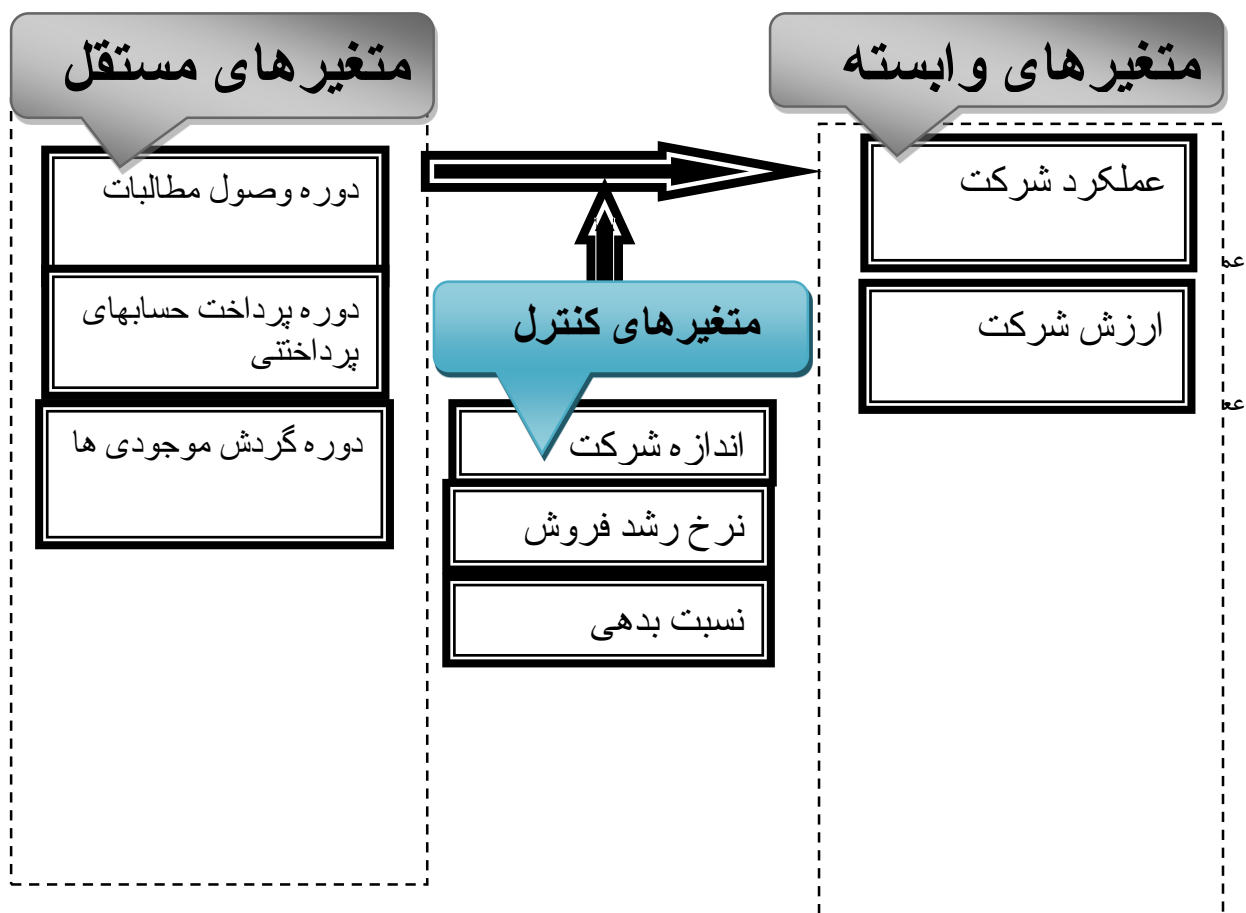 متغیرهای وابسته
متغیرهای مستقل
عملکرد شرکت
ارزش شرکت
متغیرهای کنترل
اندازه شرکت
نرخ رشد فروش
نسبت بدهی
دوره وصول مطالبات
دوره پرداخت حسابهای
پرداختنی
دوره گردش موجودی ها